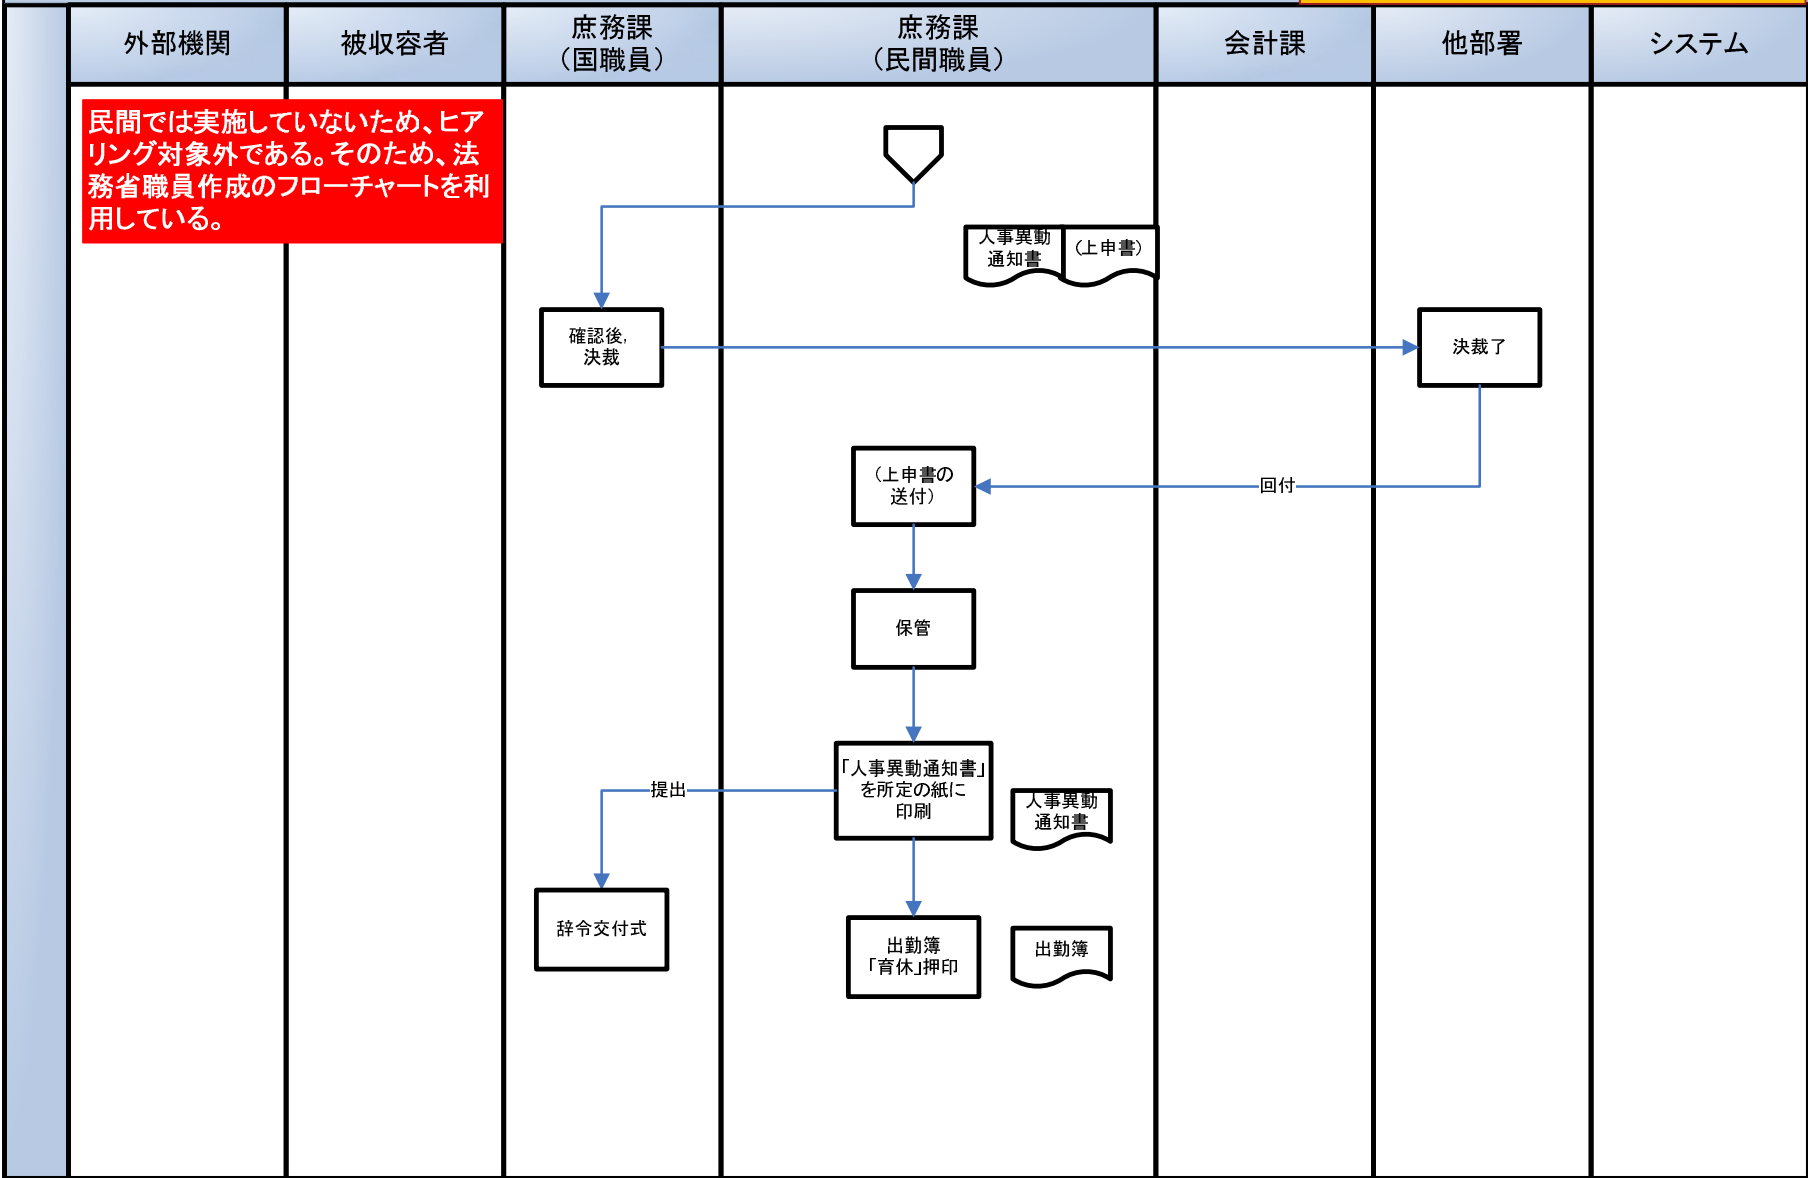 外部機関
被収容者
庶務課
（国職員）
庶務課
（民間職員）
会計課
他部署
システム
民間では実施していないため、ヒア
リング対象外である。そのため、法
務省職員作成のフローチャートを利
用している。
人事異動
通知書
（上申書）
確認後，
決裁
決裁了
（上申書の
送付）
回付
保管
「人事異動通知書」
を所定の紙に
印刷
提出
人事異動
通知書
辞令交付式
出勤簿
「育休」押印
出勤簿